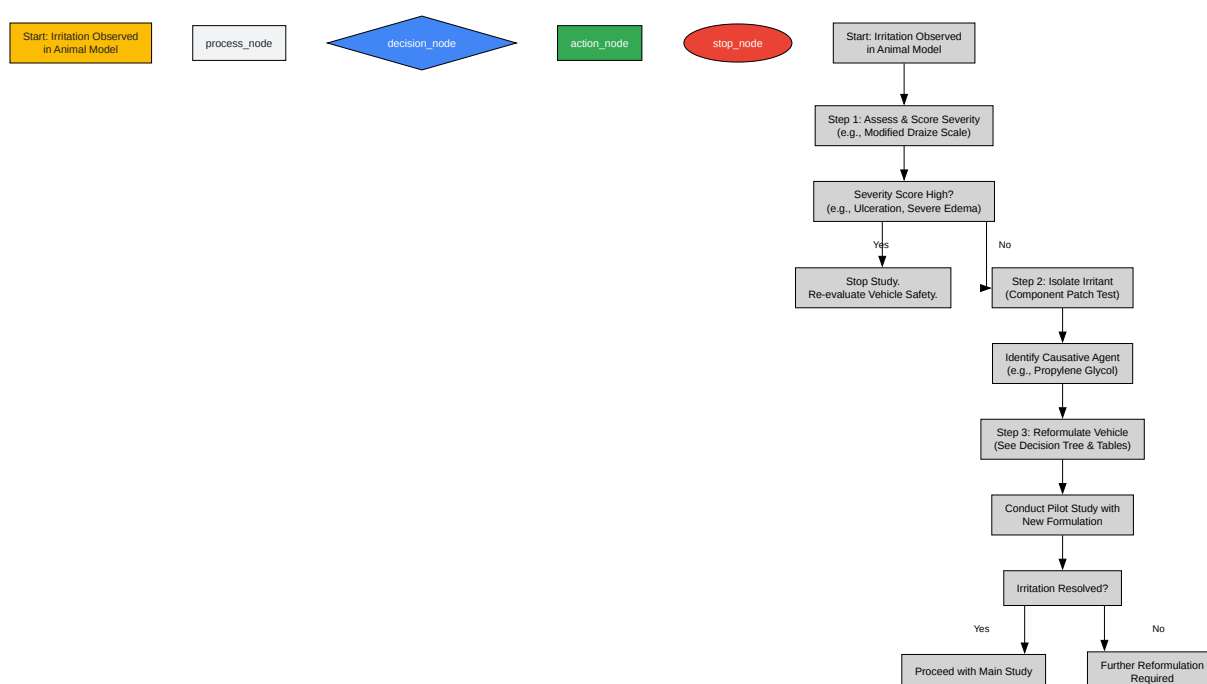 Start: Irritation Observed
in Animal Model
process_node
decision_node
action_node
stop_node
Start: Irritation Observed
in Animal Model
Step 1: Assess & Score Severity
(e.g., Modified Draize Scale)
Severity Score High?
(e.g., Ulceration, Severe Edema)
Yes
No
Stop Study.
Re-evaluate Vehicle Safety.
Step 2: Isolate Irritant
(Component Patch Test)
Identify Causative Agent
(e.g., Propylene Glycol)
Step 3: Reformulate Vehicle
(See Decision Tree & Tables)
Conduct Pilot Study with
New Formulation
Irritation Resolved?
Yes
No
Proceed with Main Study
Further Reformulation
Required